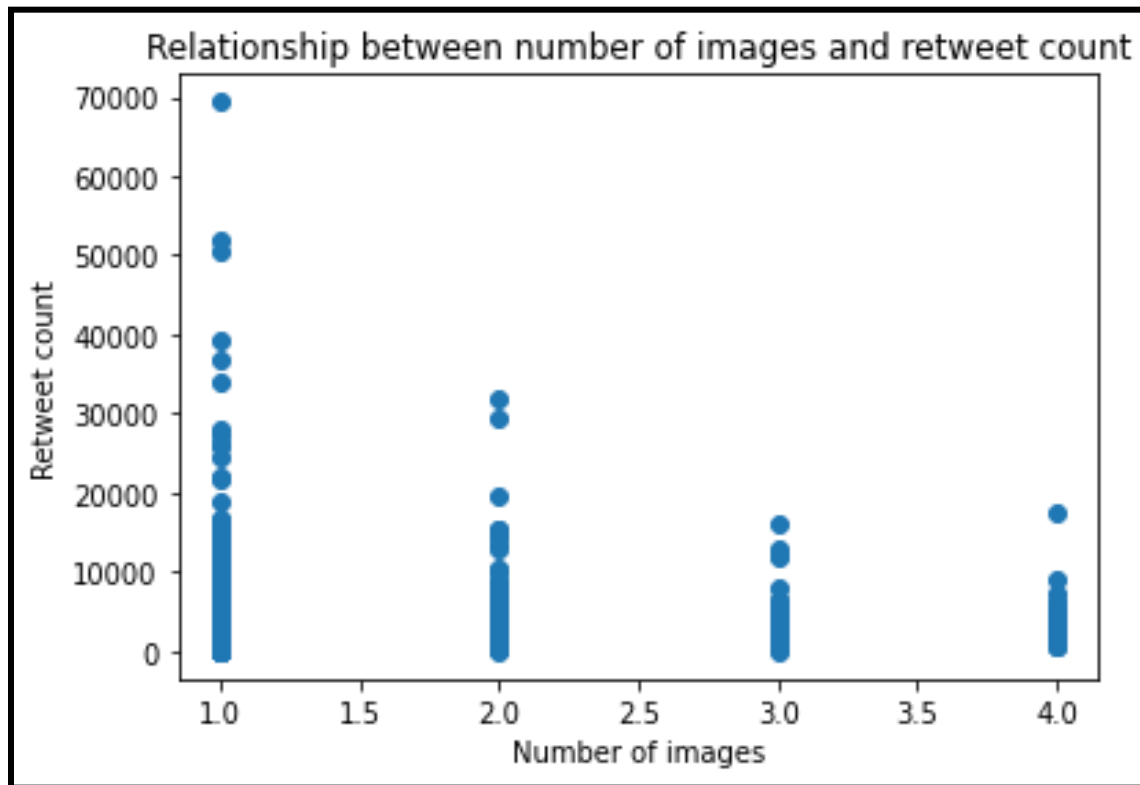 Relationship between number of images and retweet count
70000
60000
50000
40000
30000
20000
10000
0
Retweet count
1.0 1.5 2.0 2.5 3.0 3.5 4.0
Number of images